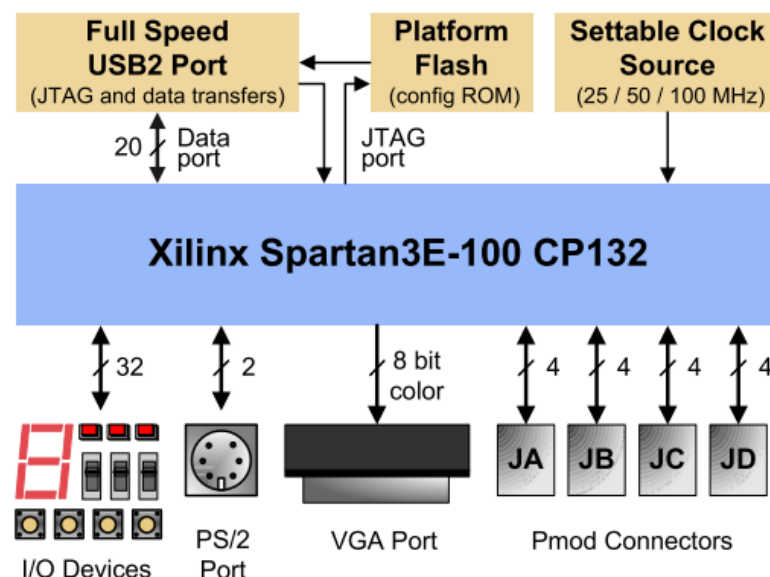 Full Speed
USB2 Port
(JTAG and data transfers)
Platform
Flash
(config ROM)
Settable Clock
Source
(25 / 50 / 100 MHz)
20
Data
port
JTAG
port
Xilinx Spartan3E-100 CP132
32
2
8 bit
color
4
4
4
4
JA
JB
JC
JD
I/O Devices
PS/2
Port
VGA Port
Pmod Connectors